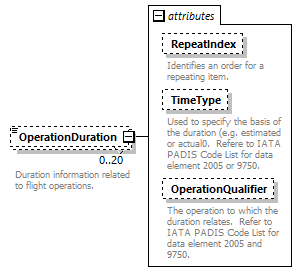 attributes
RepeatIndex
Identifies an order for a
repeating item.
TimeType
Used to specify the basis of
the duration (e.g. estimated
or actual0.  Refer to IATA
PADIS Code List for data
element 2005 or 9750.
OperationQualifier
The operation to which the
duration relates.  Refer to
IATA PADIS Code List for
data element 2005 and
9750.
OperationDuration
0..20
Duration information related
to flight operations.